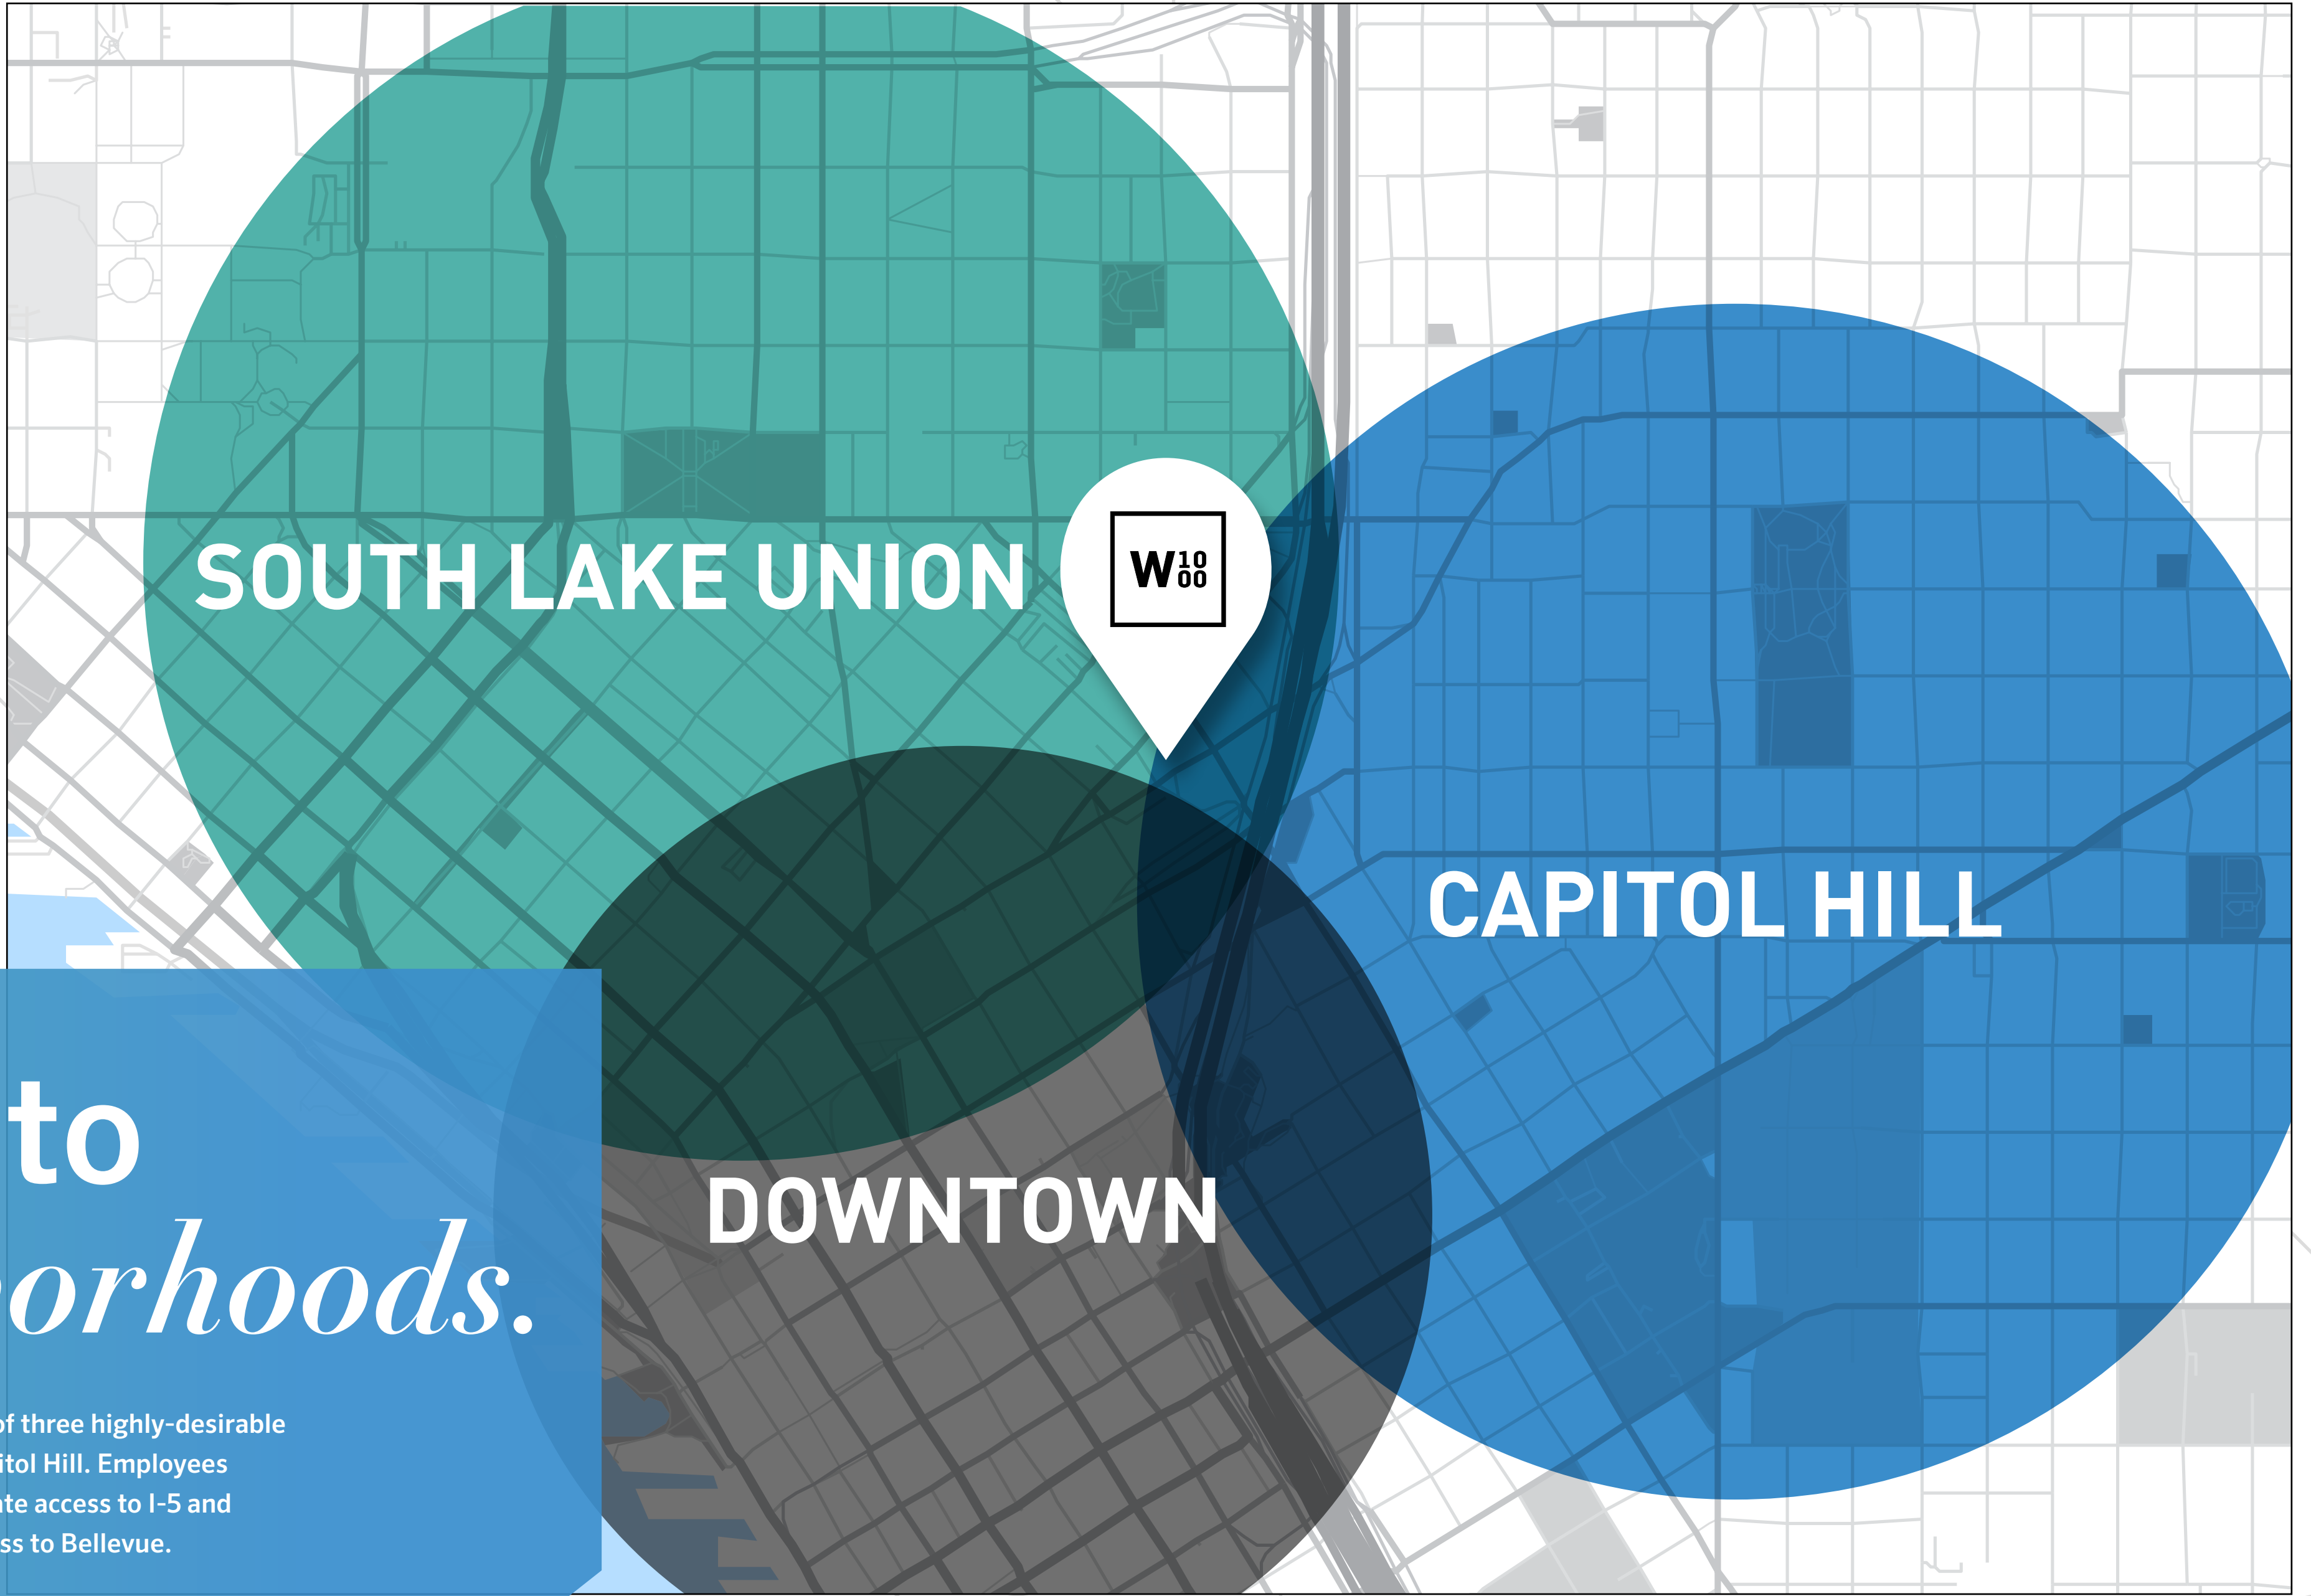 SOUTH LAKE UNION
W 10 00
CAPITOL HILL
DOWNTOWN
to
orhoods.
of three highly-desirable
itol Hill. Employees
te access to I-5 and
ss to Bellevue.